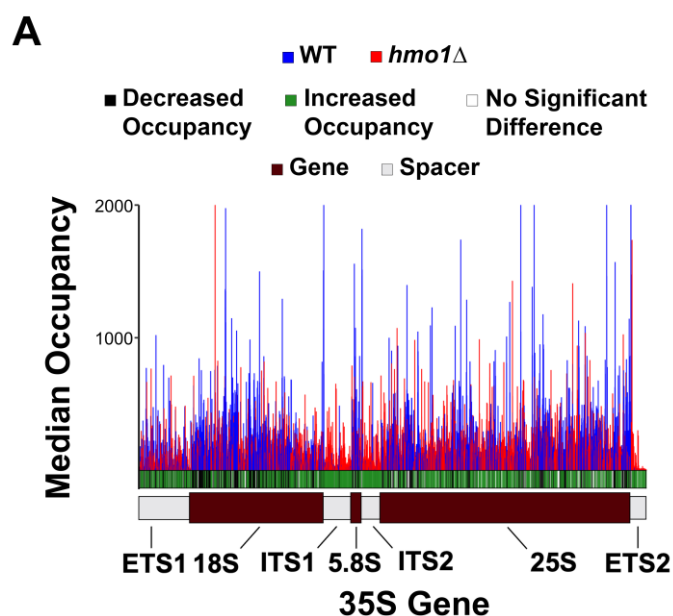 A
WT hmo1Δ
Decreased Occupancy Increased Occupancy No Significant Difference
Gene Spacer
Median Occupancy
2000
1000
ETS1 18S ITS1 5.8S ITS2 25S ETS2
35S Gene